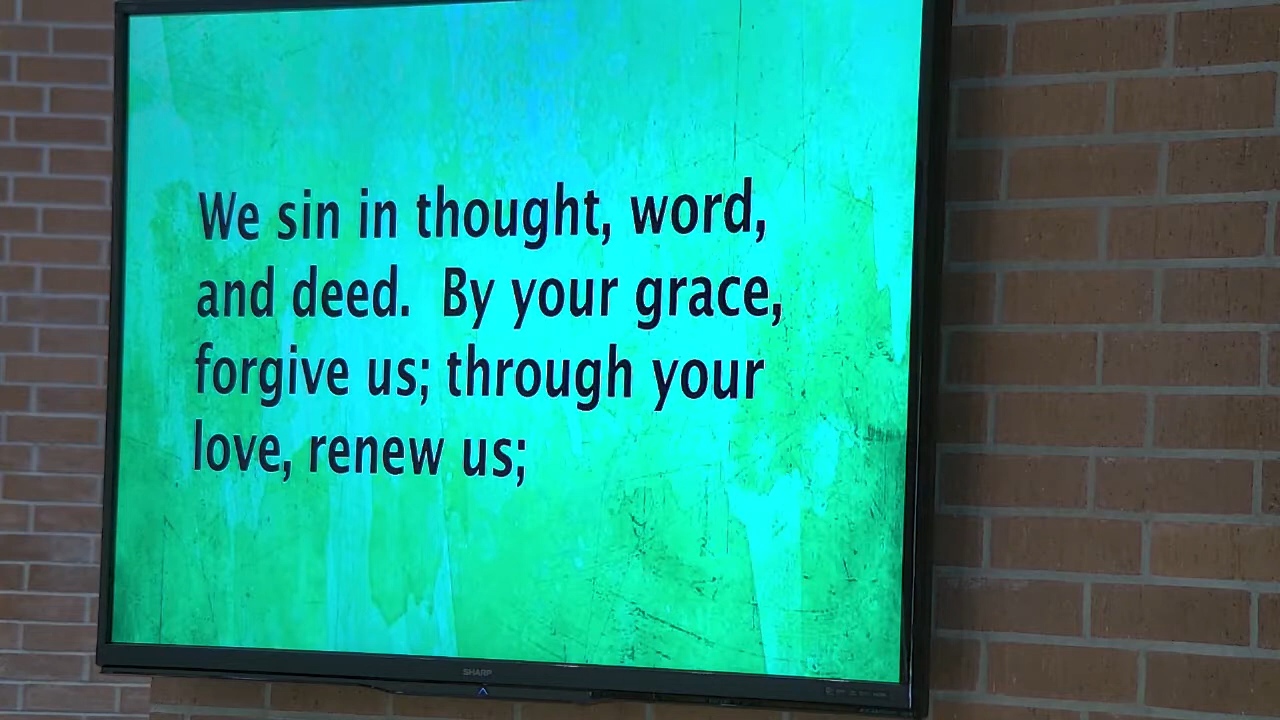 We sin in thought, word,
and deed.  By your grace,
forgive us; through your
love, renew us;
SHARP